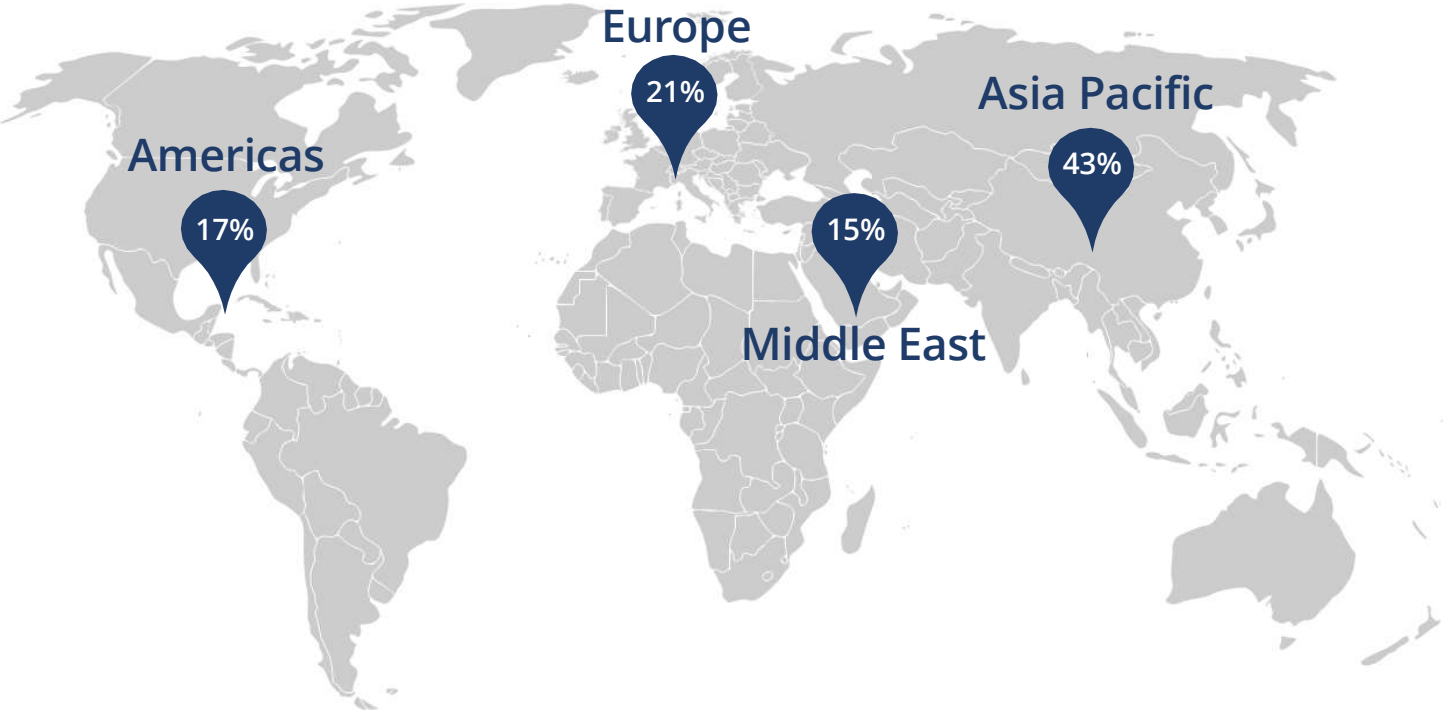 Europe
21%
Asia Pacific
43%
Americas
17%
15%
Middle East